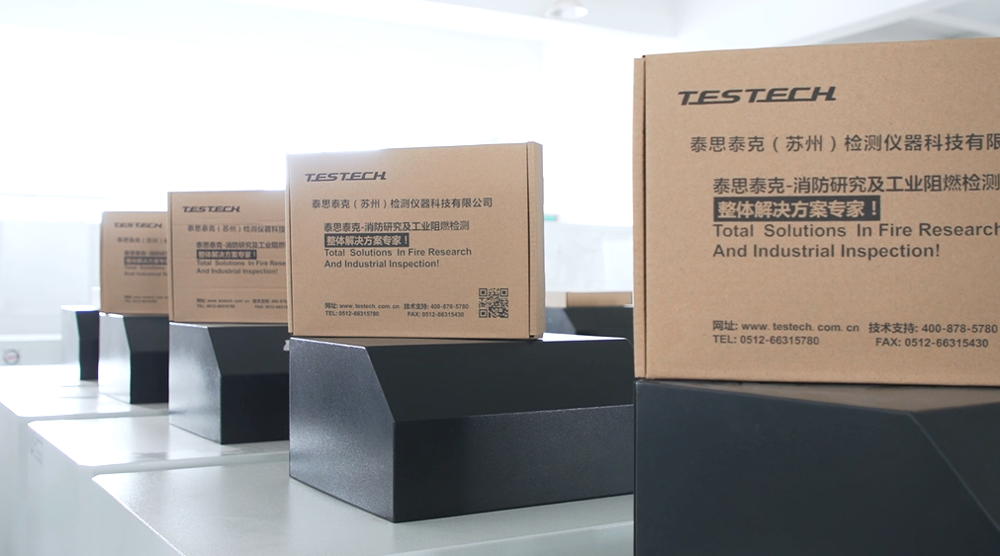 TESTECH
泰思泰克（苏州）检测仪器科技有限
泰思泰克-消防研究及工业阻燃检测
整体解决方案专家！
Total Solutions In Fire Research
And Industrial Inspection!
网址: www. testech. com. cn 技术支持: 400-878-5780
TEL: 0512-66315780 FAX: 0512-66315430
TESTECH
泰思泰克（苏州）检测仪器科技有限公司
泰思泰克-消防研究及工业阻燃检测
整体解决方案专家！
Total Solutions In Fire Research
And Industrial Inspection!
网址: www. testech. com. cn 技术支持: 400-878-5780
TEL: 0512-66315780 FAX: 0512-66315430
TESTECH
泰思泰克（苏州）检测仪器科
泰思泰克-消防研究及工业阻
整体解决方案专家！
Total Solutions In Fire Rese
And Industrial Inspection!
网址: www. testech. com. cn 技术支持: 400-87
TEL: 0512-66315780
TESTECH